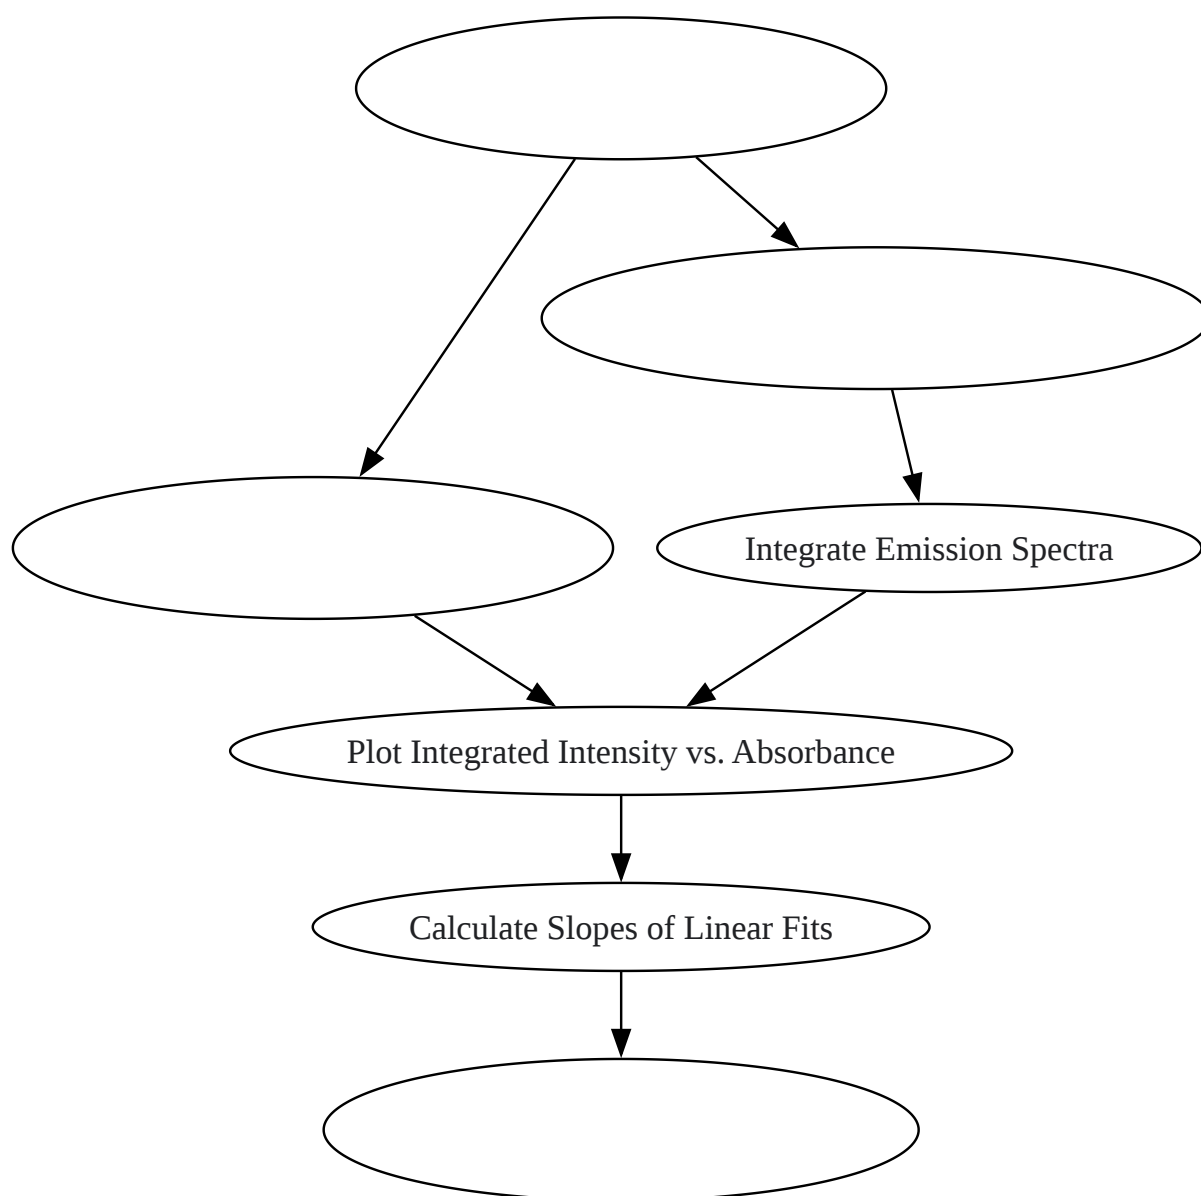 Integrate Emission Spectra
Plot Integrated Intensity vs. Absorbance
Calculate Slopes of Linear Fits